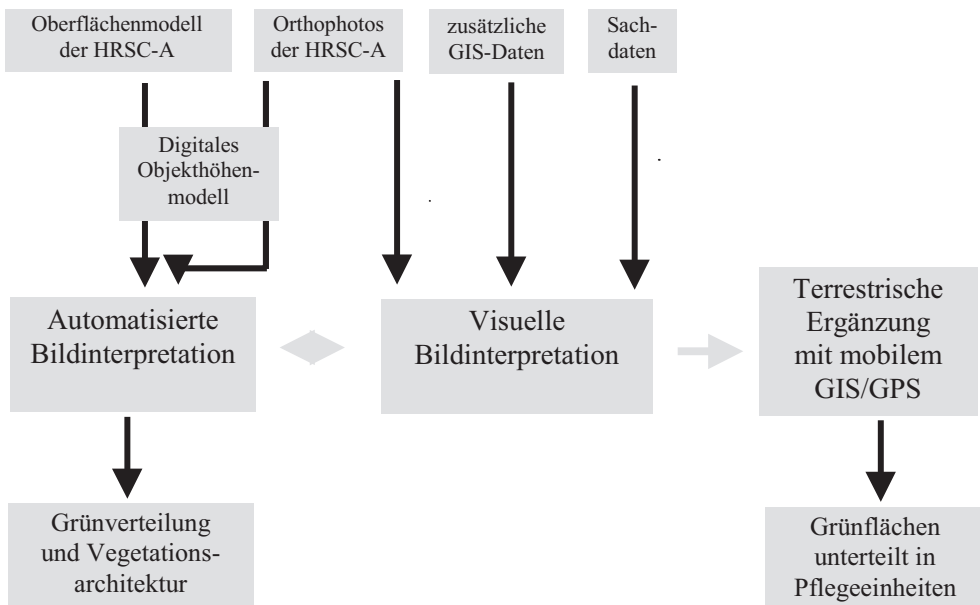 Oberflächenmodell
der HRSC-A
Orthophotos
der HRSC-A
zusätzliche
GIS-Daten
Sach-
daten
Digitales
Objekthöhen-
modell
Automatisierte
Bildinterpretation
Visuelle
Bildinterpretation
Terrestrische
Ergänzung
mit mobilem
GIS/GPS
Grünverteilung
und Vegetations-
architektur
Grünflächen
unterteilt in
Pflegeeinheiten